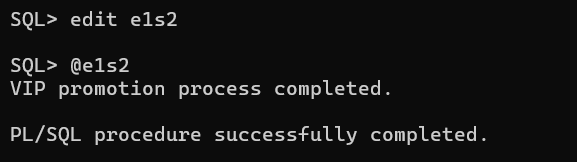 SQL> edit e1s2
SQL> @e1s2
VIP promotion process completed.
PL/SQL procedure successfully completed.